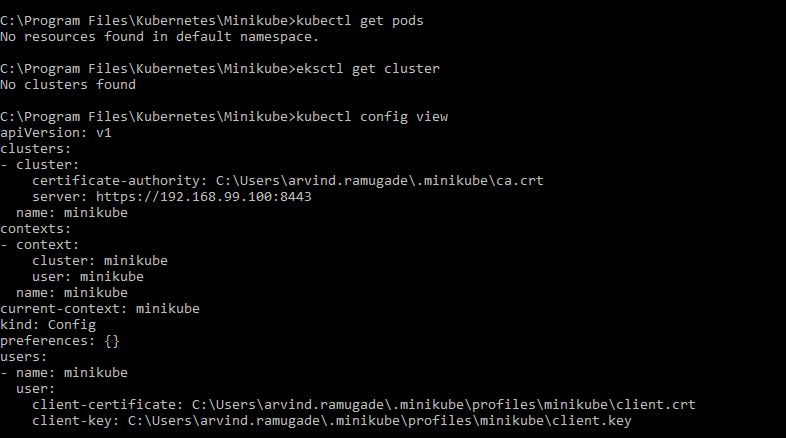 C:\Program Files\Kubernetes\Minikube>kubectl get pods
No resources found in default namespace.
C:\Program Files\Kubernetes\Minikube>eksctl get cluster
No clusters found
C:\Program Files\Kubernetes\Minikube>kubectl config view
apiVersion: v1
clusters:
- cluster:
    certificate-authority: C:\Users\arvind.ramugade\.minikube\ca.crt
    server: https://192.168.99.100:8443
  name: minikube
contexts:
- context:
    cluster: minikube
    user: minikube
  name: minikube
current-context: minikube
kind: Config
preferences: {}
users:
- name: minikube
  user:
    client-certificate: C:\Users\arvind.ramugade\.minikube\profiles\minikube\client.crt
    client-key: C:\Users\arvind.ramugade\.minikube\profiles\minikube\client.key